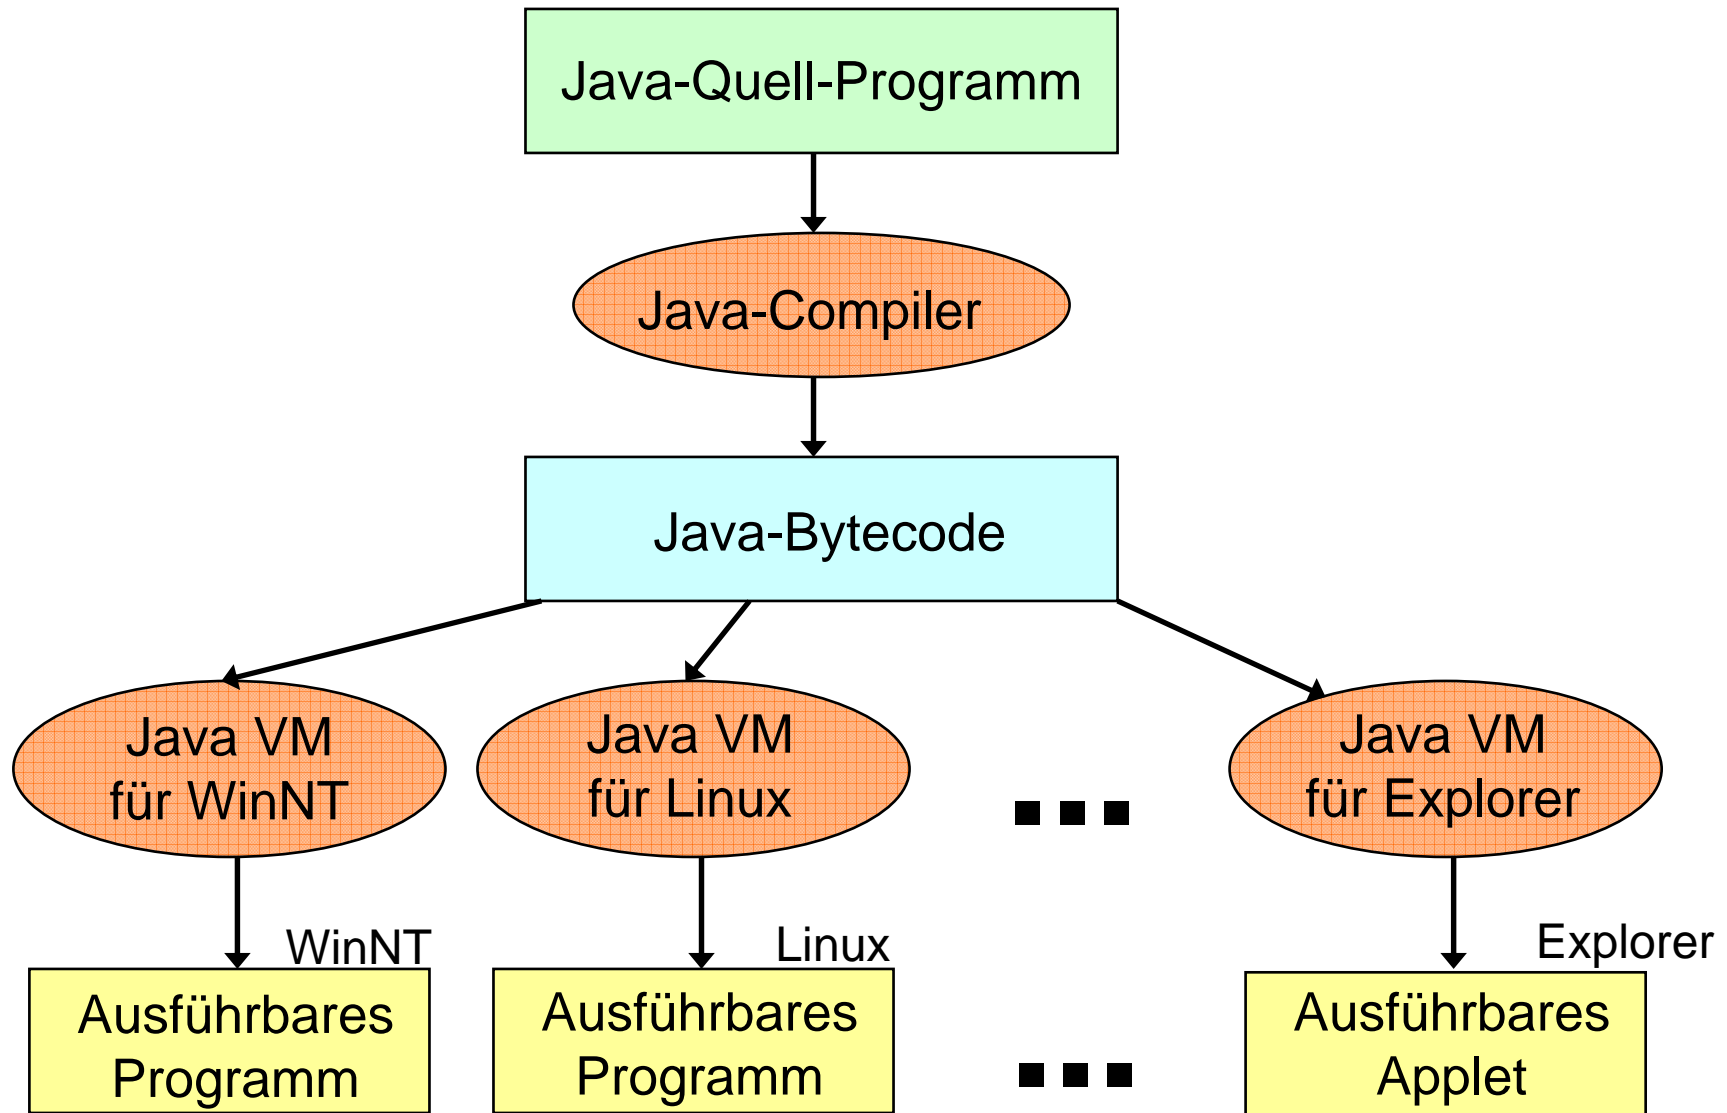 Java-Quell-Programm
Java-Compiler
Java-Bytecode
Java VM
für WinNT
Java VM
für Linux
Java VM
für Explorer
WinNT
Linux
Explorer
Ausführbares
Programm
Ausführbares
Programm
Ausführbares
Applet